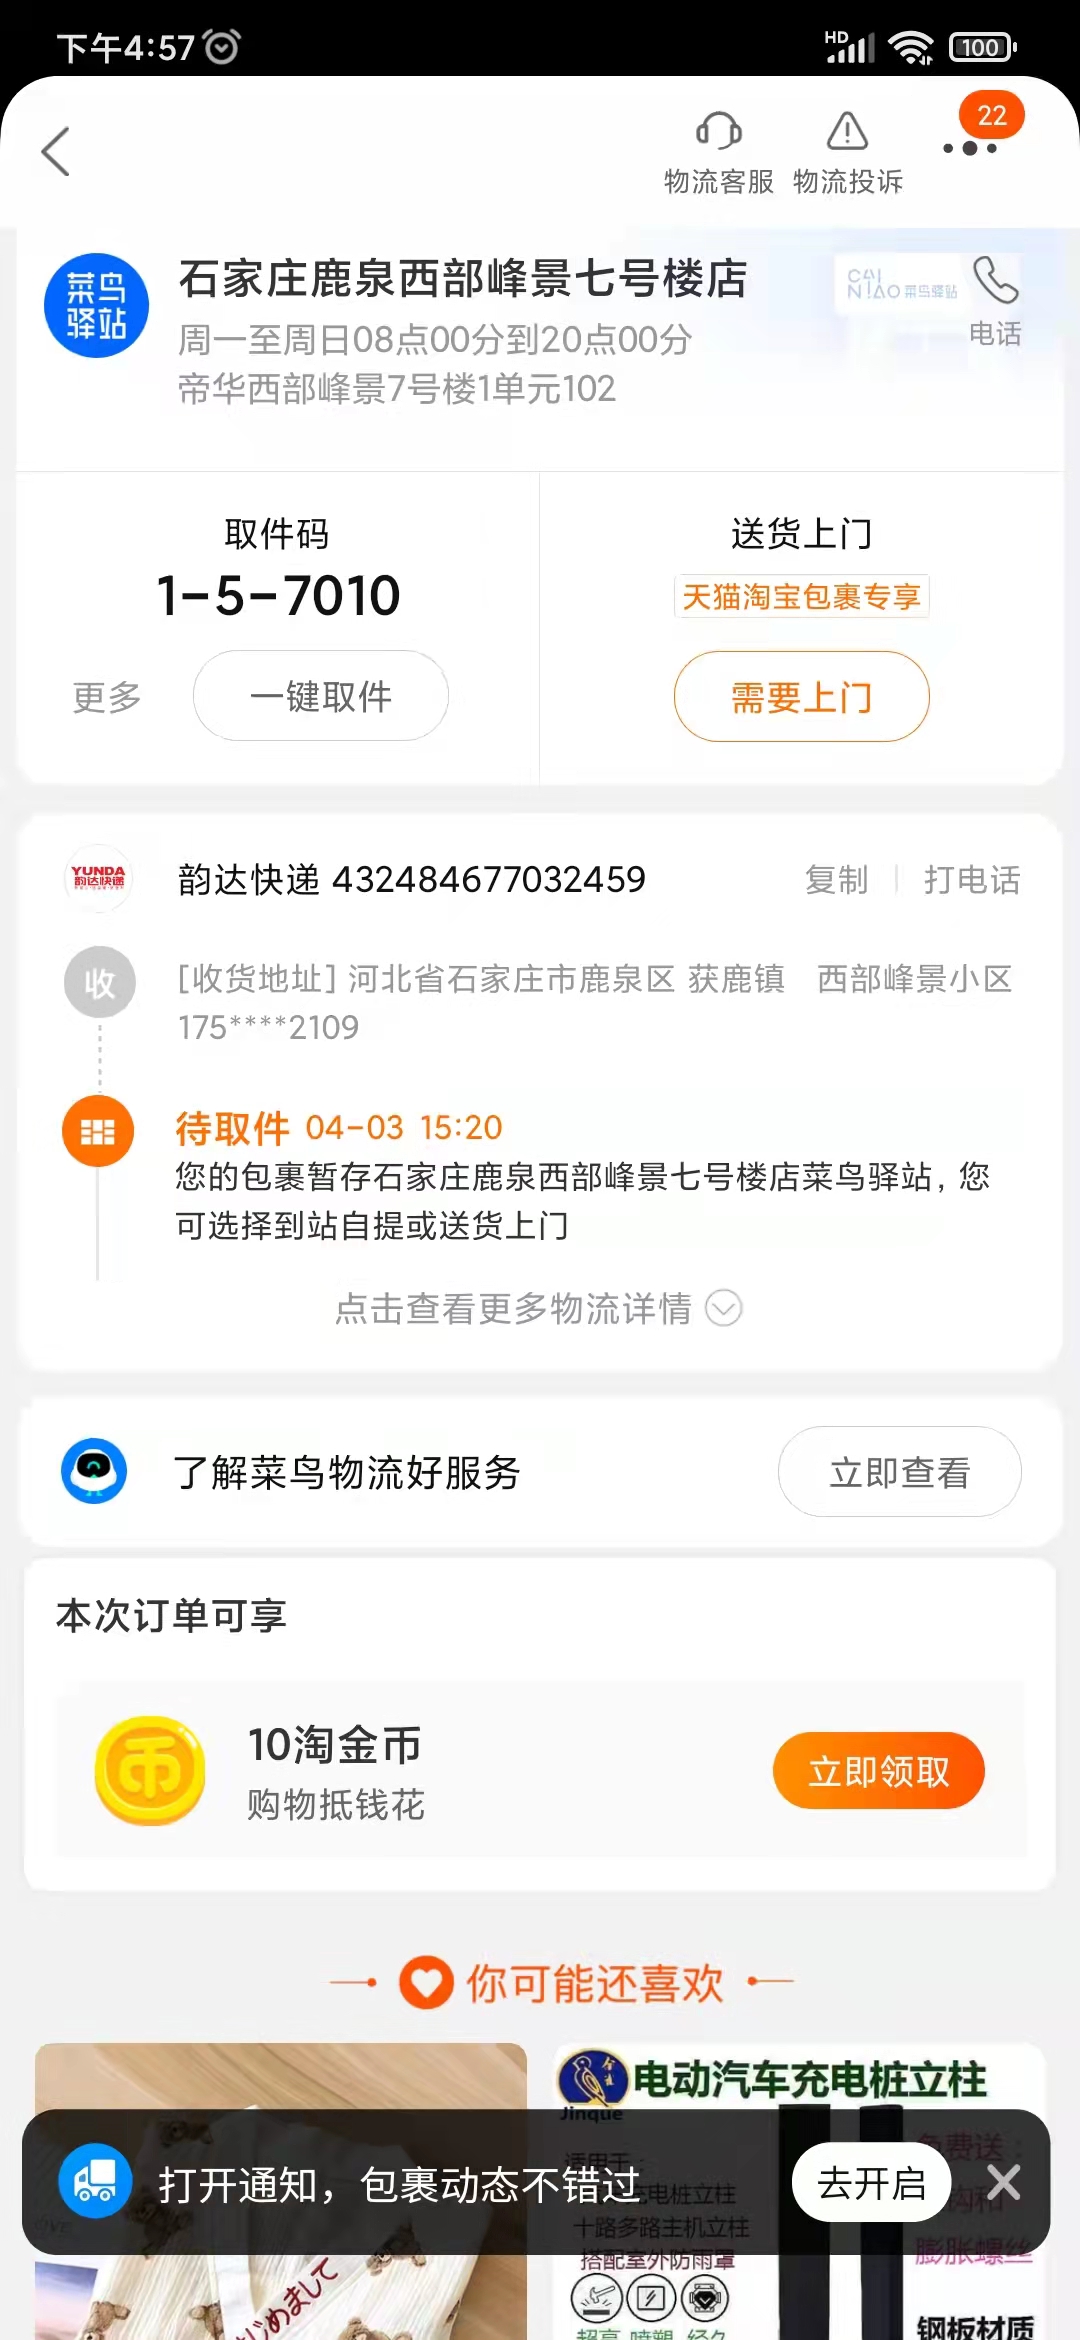 下午4:57
HD
100
22
物流客服 物流投诉
菜鸟
驿站
石家庄鹿泉西部峰景七号楼店
CAI
NIAO 菜鸟驿站
周一至周日08点00分到20点00分
电话
帝华西部峰景7号楼1单元102
取件码
1-5-7010
更多 一键取件
送货上门
天猫淘宝包裹专享
需要上门
YUNDA
韵达快递
韵达快递 432484677032459
复制 打电话
收
[收货地址] 河北省石家庄市鹿泉区 获鹿镇 西部峰景小区
175****2109
待取件 04-03 15:20
您的包裹暂存石家庄鹿泉西部峰景七号楼店菜鸟驿站，您
可选择到站自提或送货上门
点击查看更多物流详情
了解菜鸟物流好服务
立即查看
本次订单可享
币
10淘金币
购物抵钱花
立即领取
你可能还喜欢
电动汽车充电桩立柱
Jinque
适用于：
免费送：
打开通知，包裹动态不错过
去开启
电桩立柱
十路多路主机立柱
膨胀螺丝
搭配室外防雨罩
じめまして
钢板材质
超高 喷塑 经久